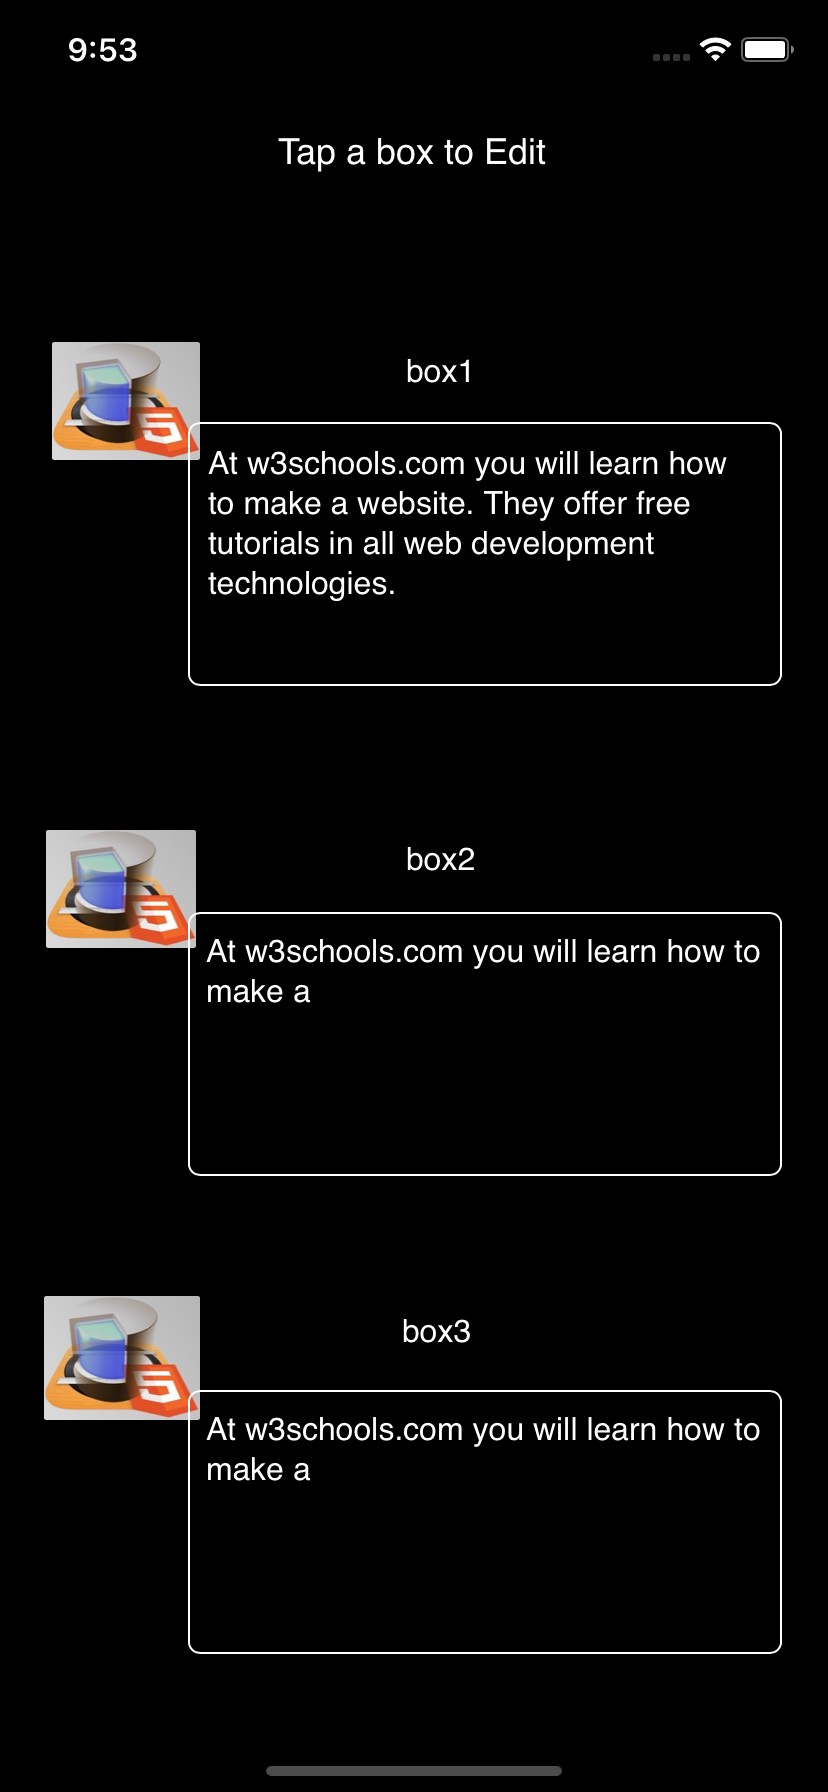 9:53
Tap a box to Edit
box1
At w3schools.com you will learn how
to make a website. They offer free
tutorials in all web development
technologies.
box2
At w3schools.com you will learn how to
make a
box3
At w3schools.com you will learn how to
make a